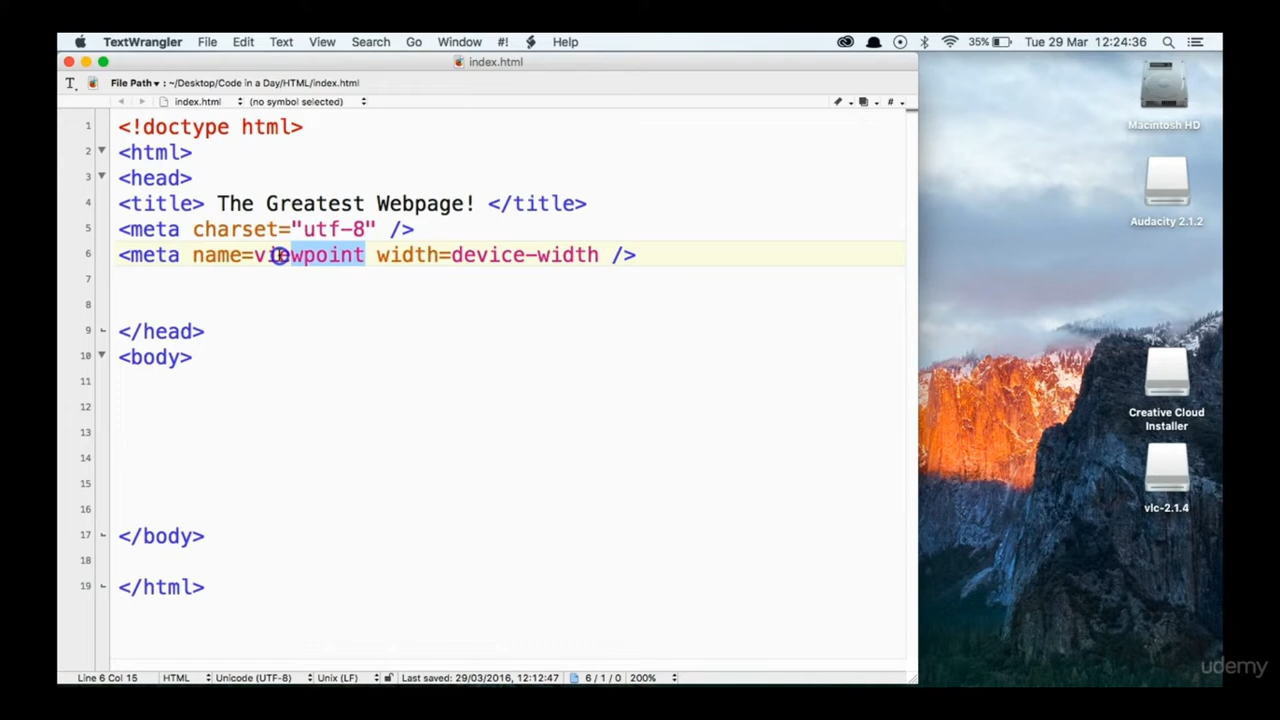 TextWrangler File Edit Text View Search Go Window #! Help 35% Tue 29 Mar 12:24:36
index.html
File Path ▾ : ~/Desktop/Code in a Day/HTML/index.html
index.html (no symbol selected) #
1 <!doctype html>
2 <html>
3 <head>
4 <title> The Greatest Webpage! </title>
5 <meta charset="utf-8" />
6 <meta name=viewpoint width=device-width />
7
8
9 </head>
10 <body>
11
12
13
14
15
16
17 </body>
18
19 </html>
Line 6 Col 15 HTML Unicode (UTF-8) Unix (LF) Last saved: 29/03/2016, 12:12:47 6 / 1 / 0 200%
Macintosh HD
Audacity 2.1.2
Creative Cloud
Installer
vlc-2.1.4
udemy